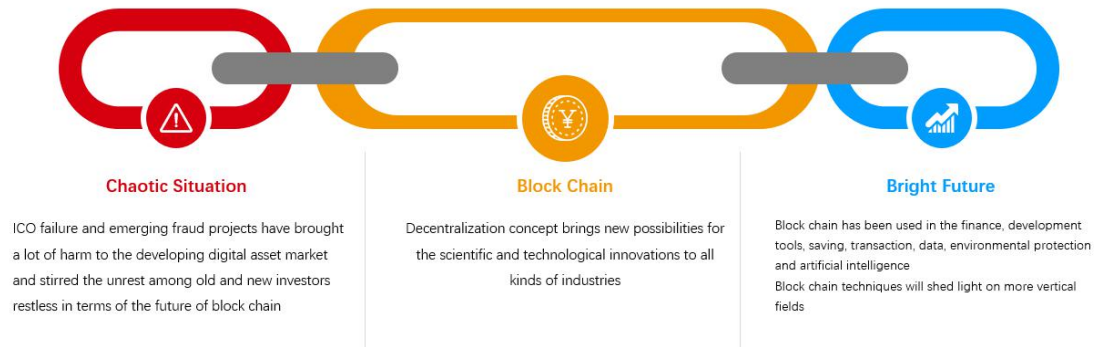 Chaotic Situation
ICO failure and emerging fraud projects have brought
a lot of harm to the developing digital asset market
and stirred the unrest among old and new investors
restless in terms of the future of block chain
¥
Block Chain
Decentralization concept brings new possibilities for
the scientific and technological innovations to all
kinds of industries
Bright Future
Block chain has been used in the finance, development
tools, saving, transaction, data, environmental protection
and artificial intelligence
Block chain techniques will shed light on more vertical
fields